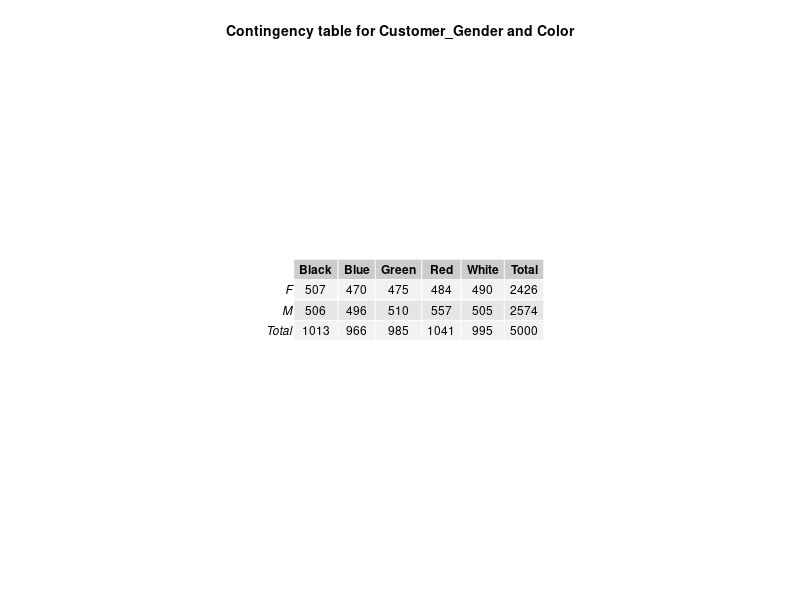 Contingency table for Customer_Gender and Color
Black Blue Green Red White Total
F 507 470 475 484 490 2426
M 506 496 510 557 505 2574
Total 1013 966 985 1041 995 5000